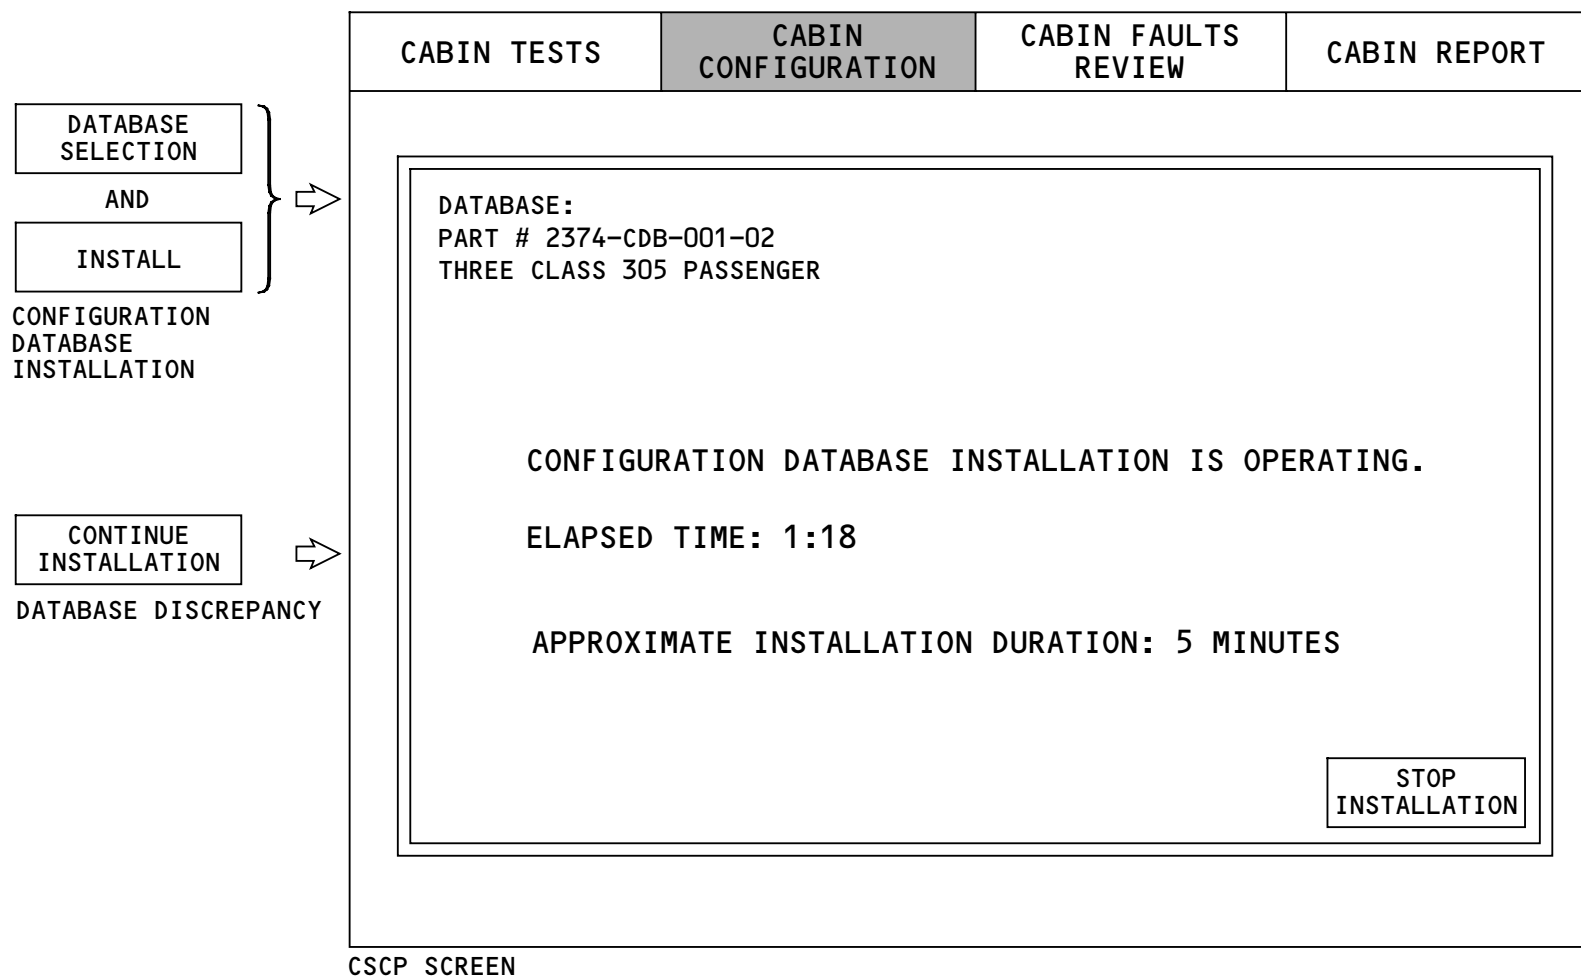 CABIN TESTS
CABIN
CONFIGURATION
CABIN FAULTS
REVIEW
CABIN REPORT
DATABASE
SELECTION
AND
INSTALL
CONFIGURATION
DATABASE
INSTALLATION
DATABASE:
PART # 2374-CDB-001-02
THREE CLASS 305 PASSENGER
CONFIGURATION DATABASE INSTALLATION IS OPERATING.
ELAPSED TIME: 1:18
CONTINUE
INSTALLATION
DATABASE DISCREPANCY
APPROXIMATE INSTALLATION DURATION: 5 MINUTES
STOP
INSTALLATION
CSCP SCREEN